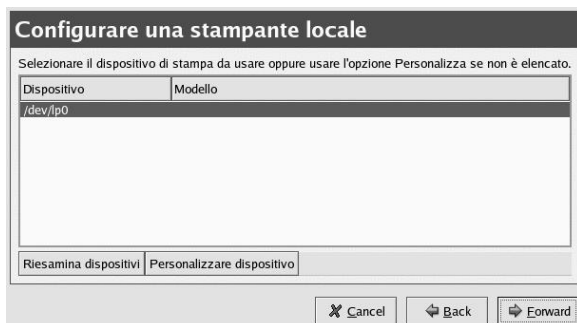 Configurare una stampante locale
Selezionare il dispositivo di stampa da usare oppure usare l'opzione Personalizza se non è elencato.
Dispositivo Modello
/dev/lp0
Riesamina dispositivi Personalizzare dispositivo
Cancel Back Forward